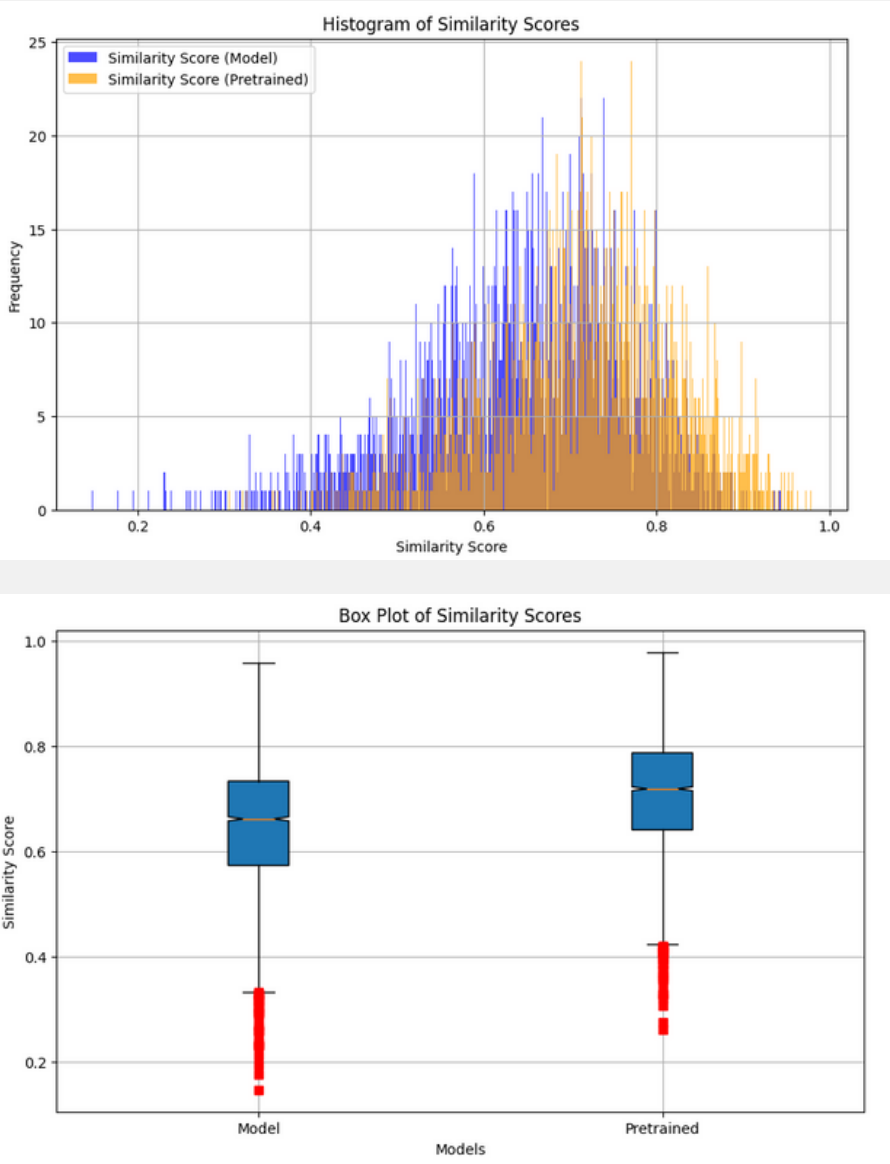 Histogram of Similarity Scores
Similarity Score (Model)
Similarity Score (Pretrained)
25
20
15
10
5
0
Frequency
0.2 0.4 0.6 0.8 1.0
Similarity Score
Box Plot of Similarity Scores
1.0
0.8
0.6
0.4
0.2
Similarity Score
Model Pretrained
Models